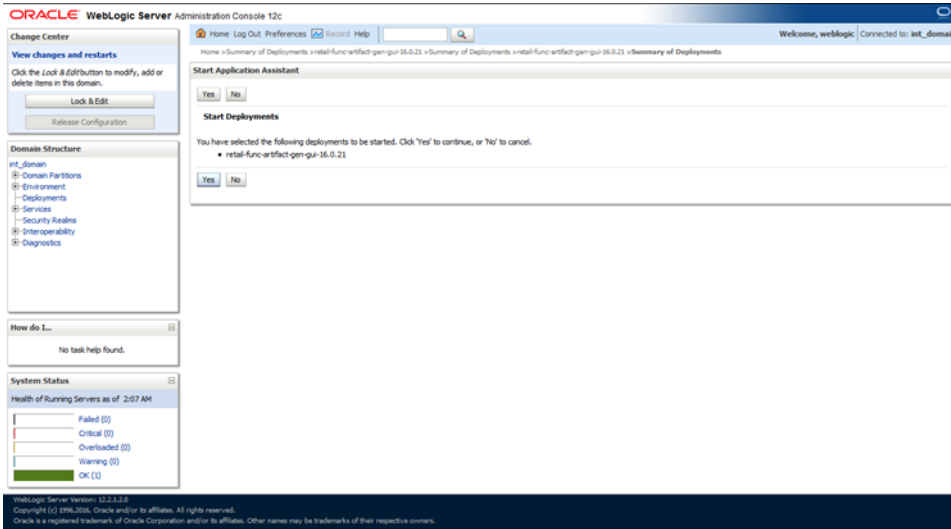 ORACLE WebLogic Server Administration Console 12c
Change Center
View changes and restarts
Click the Lock & Edit button to modify, add or
delete items in this domain.
Lock & Edit
Release Configuration
Domain Structure
int_domain
Domain Partitions
Environment
Deployments
Services
Security Realms
Interoperability
Diagnostics
How do I...
No task help found.
System Status
Health of Running Servers as of 2:07 AM
Failed (0)
Critical (0)
Overloaded (0)
Warning (0)
OK (1)
Home Log Out Preferences Record Help
Welcome, weblogic Connected to: int_domai
Home >Summary of Deployments >retail-func-artifact-gen-gui-16.0.21 >Summary of Deployments >retail-func-artifact-gen-gui-16.0.21 >Summary of Deployments
Start Application Assistant
Yes No
Start Deployments
You have selected the following deployments to be started. Click 'Yes' to continue, or 'No' to cancel.
• retail-func-artifact-gen-gui-16.0.21
Yes No
WebLogic Server Version: 12.2.1.2.0
Copyright (c) 1996,2016, Oracle and/or its affiliates. All rights reserved.
Oracle is a registered trademark of Oracle Corporation and/or its affiliates. Other names may be trademarks of their respective owners.